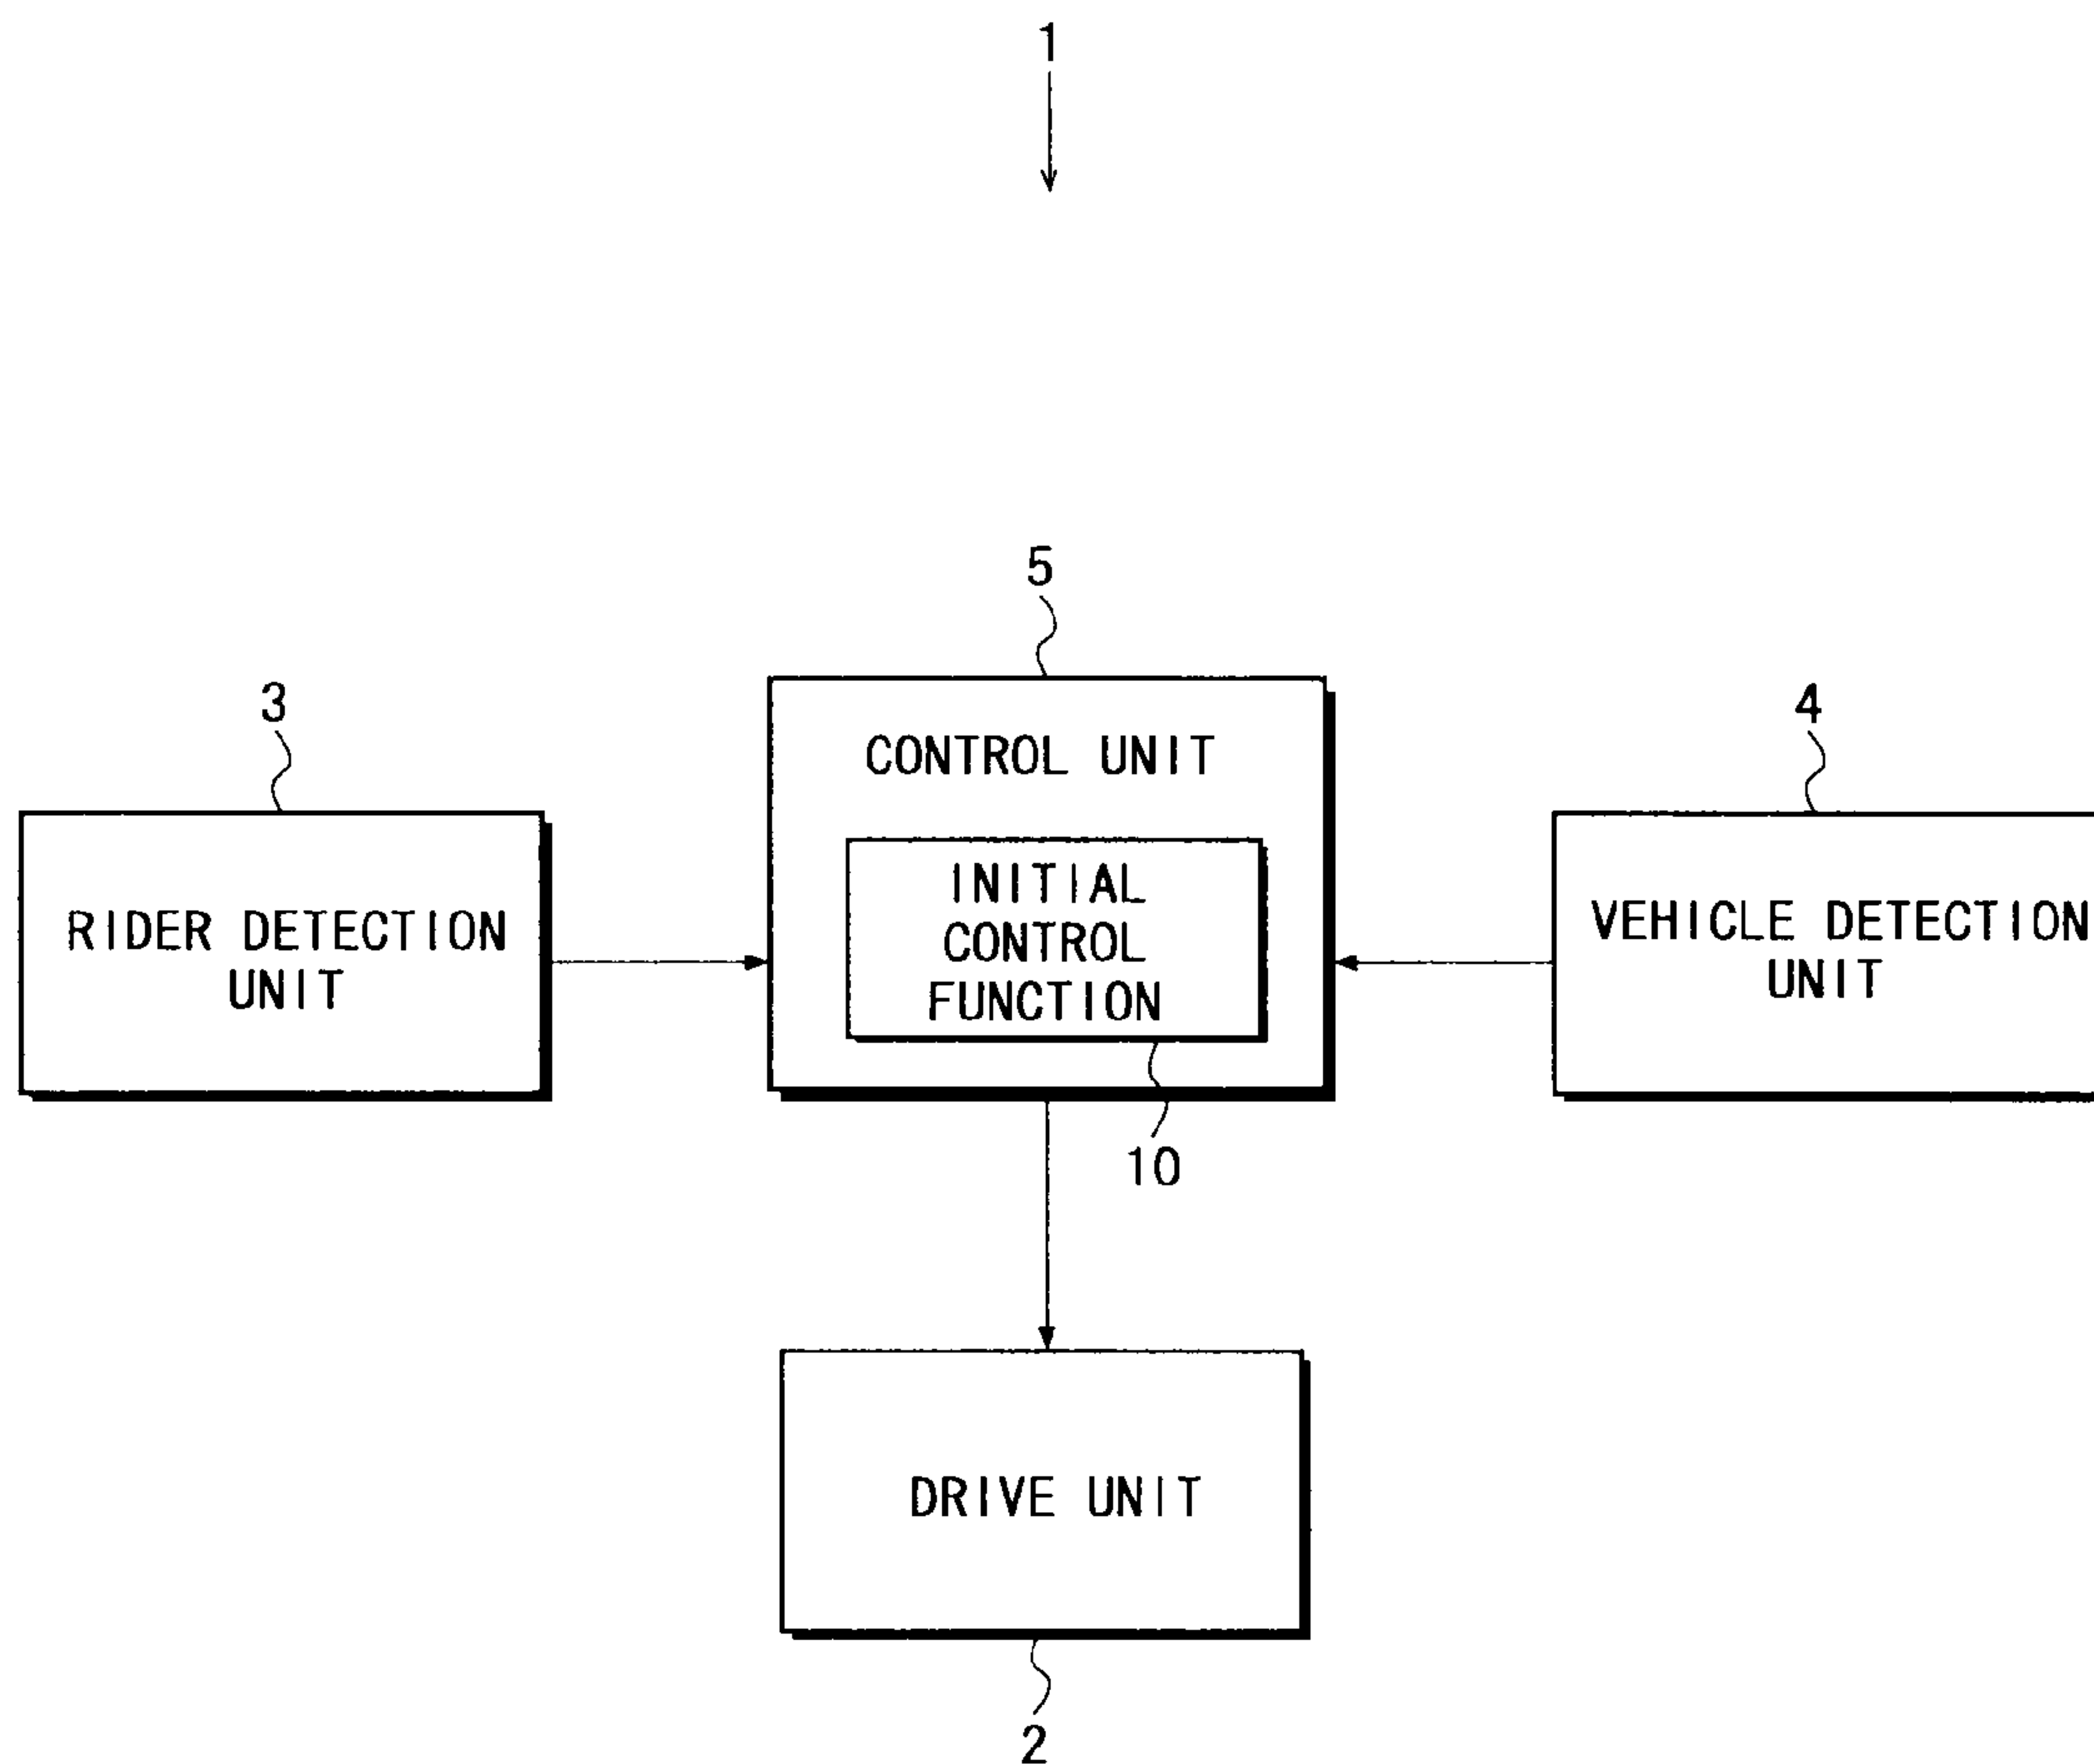 1
5
3
4
CONTROL UNIT
INITIAL
CONTROL
FUNCTION
RIDER DETECTION
UNIT
VEHICLE DETECTION
UNIT
10
DRIVE UNIT
2